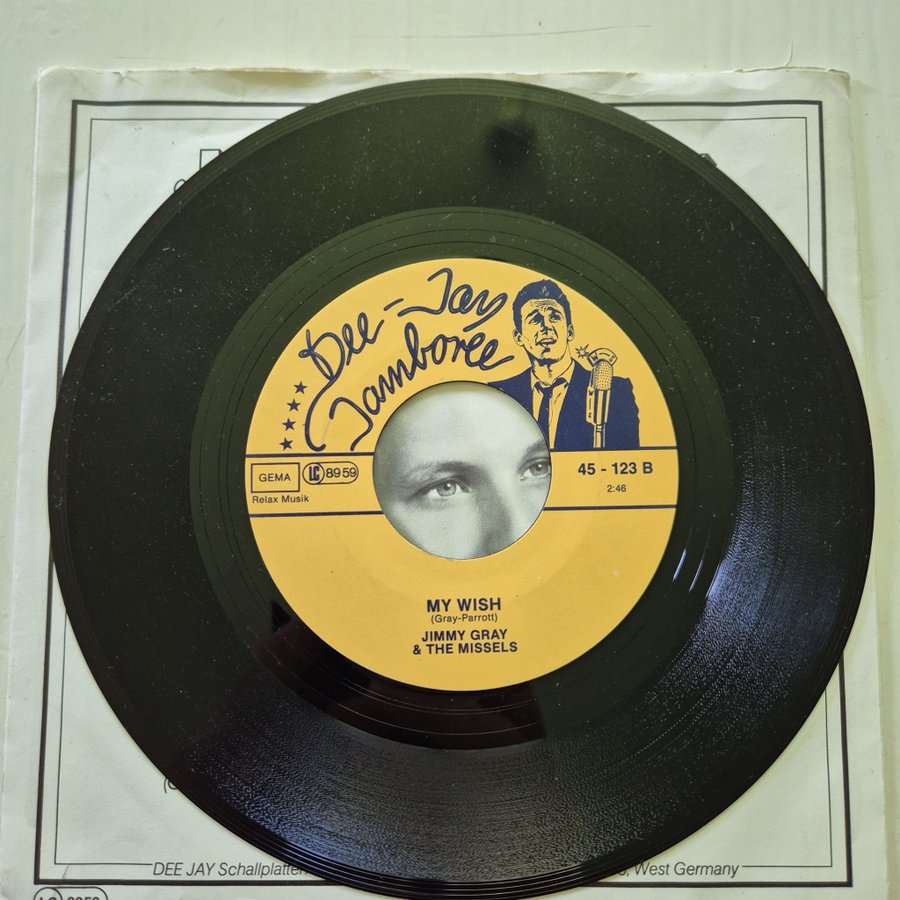 Dee-Jay
Jamboree
GEMA
LC 8959
Relax Musik
45 - 123 B
2:46
MY WISH
(Gray-Parrott)
JIMMY GRAY
& THE MISSELS
DEE JAY Schallplatten
West Germany